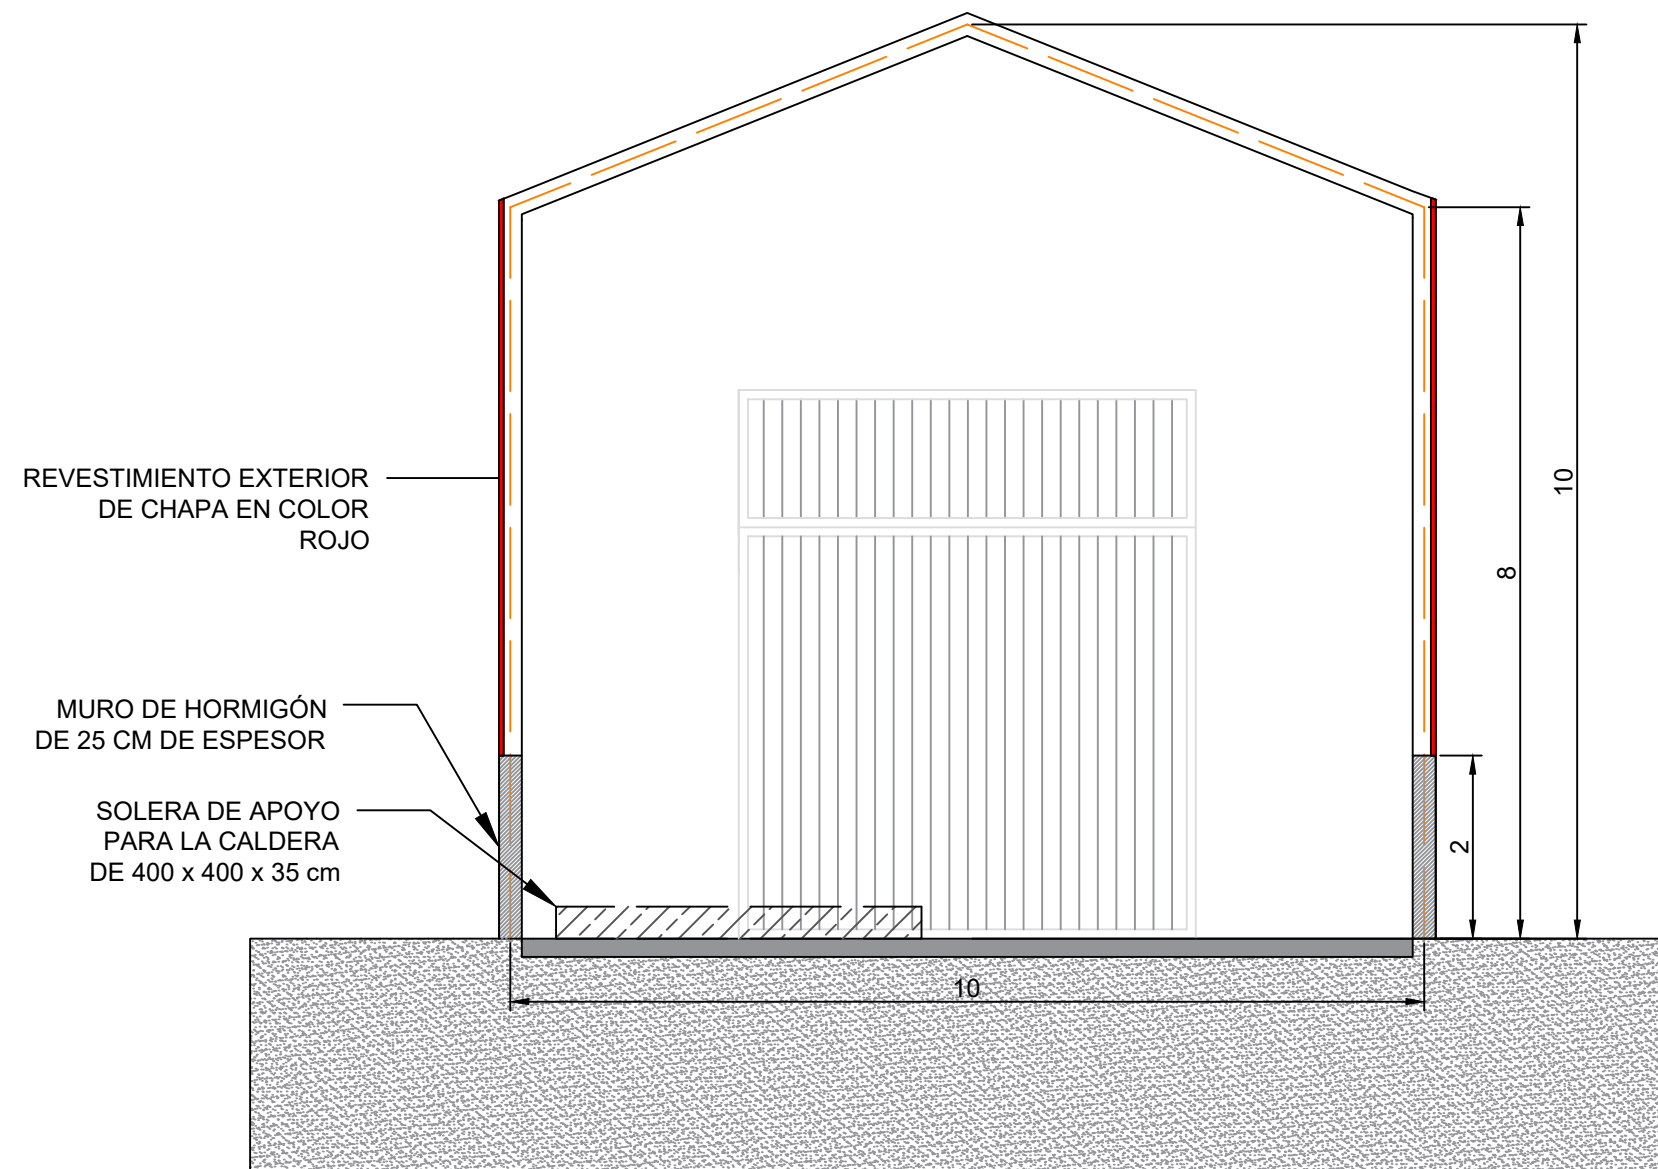 REVESTIMIENTO EXTERIOR
DE CHAPA EN COLOR
ROJO
MURO DE HORMIGÓN
DE 25 CM DE ESPESOR
SOLERA DE APOYO
PARA LA CALDERA
DE 400 x 400 x 35 cm
10
8
2
10